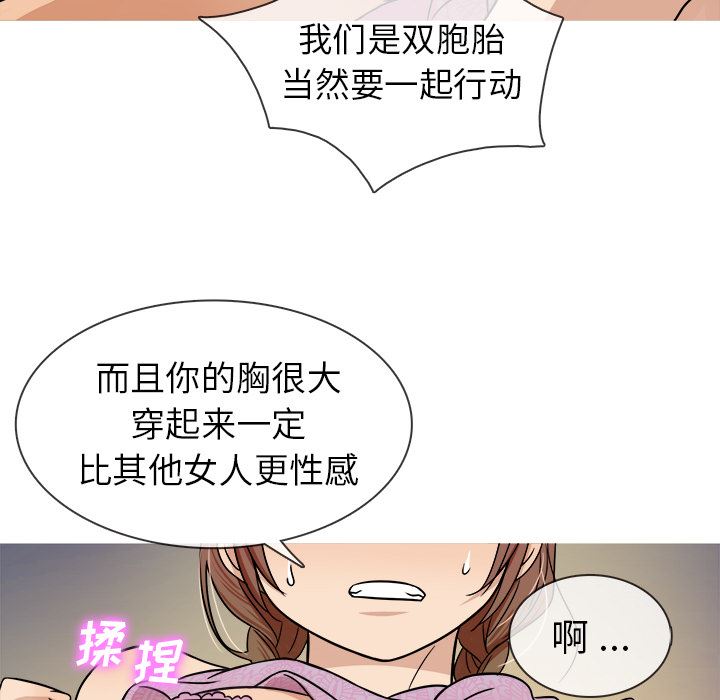 我们是双胞胎
当然要一起行动
而且你的胸很大
穿起来一定
比其他女人更性感
啊...
揉捏